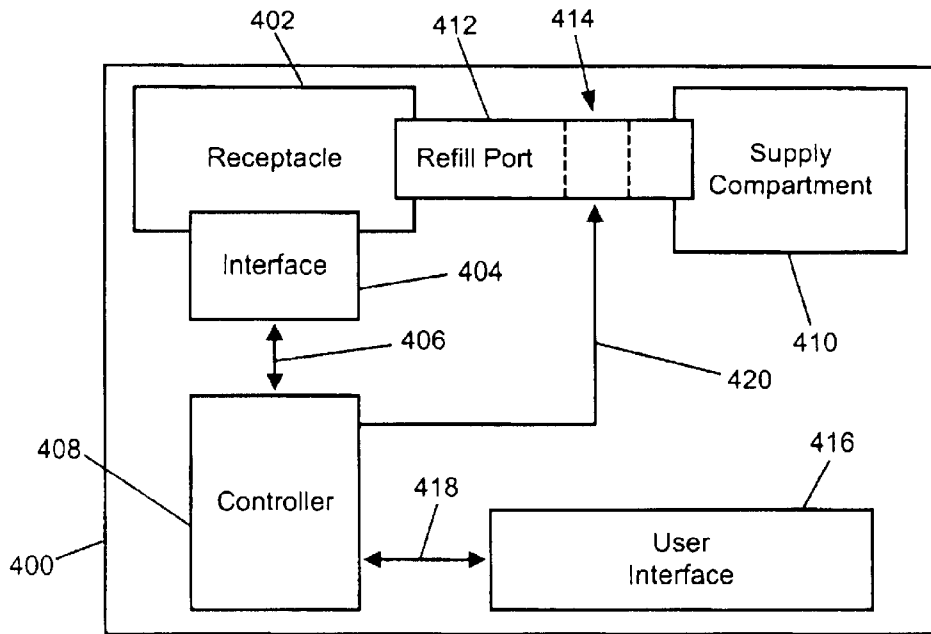 402
412
414
Receptacle
Refill Port
Supply
Compartment
Interface
404
406
410
420
408
Controller
418
416
User
Interface
400